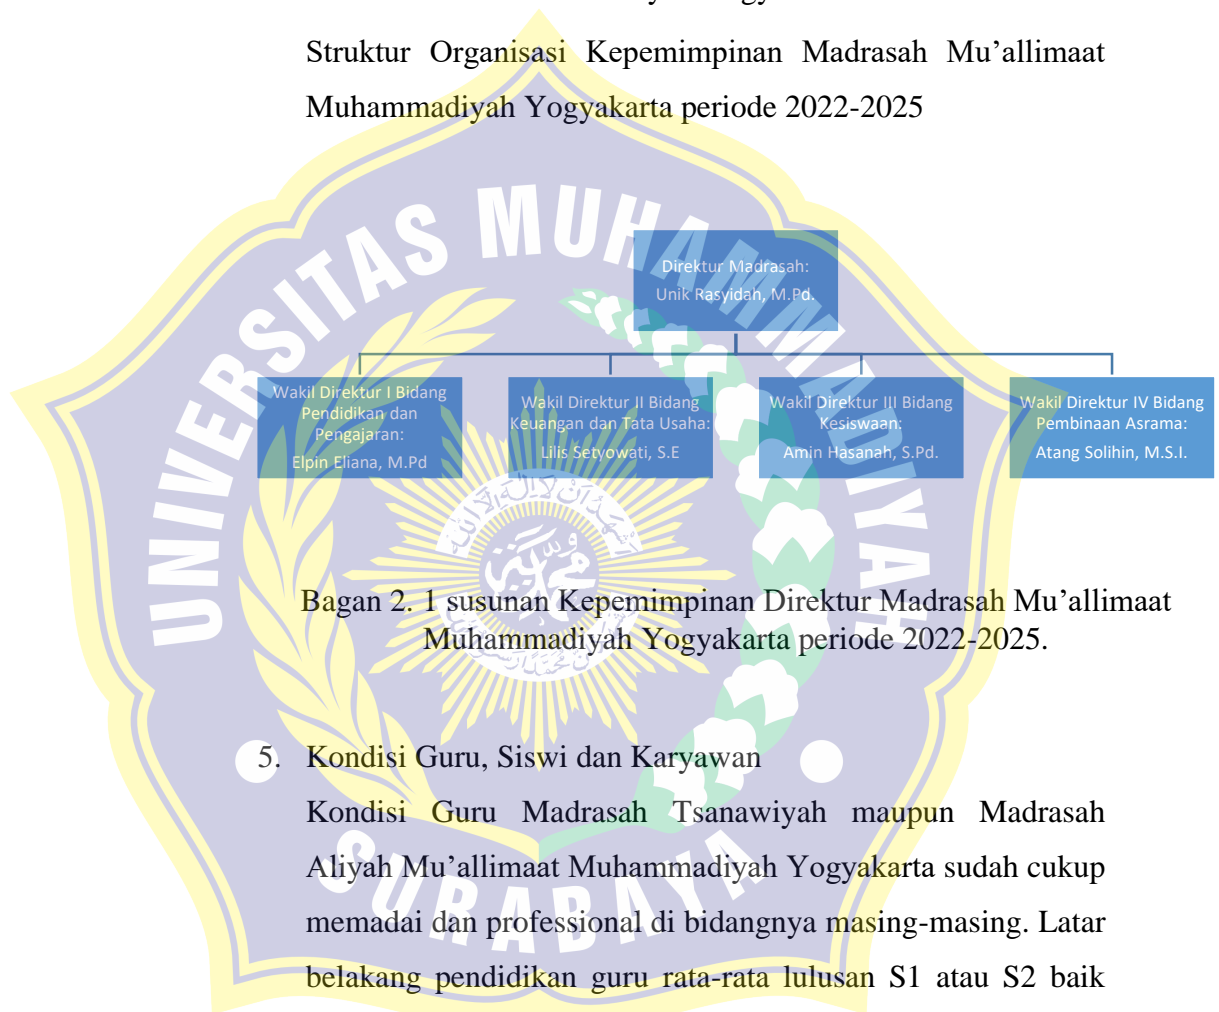 Struktur Organisasi Kepemimpinan Madrasah Mu’allimaat
Muhammadiyah Yogyakarta periode 2022-2025
UNIVERSITAS MUHAMMADIYAH
Direktur Madrasah:
Unik Rasyidah, M.Pd.
Wakil Direktur I Bidang
Pendidikan dan
Pengajaran:
Elpin Eliana, M.Pd
Wakil Direktur II Bidang
Keuangan dan Tata Usaha:
Lilis Setyowati, S.E
Wakil Direktur III Bidang
Kesiswaan:
Amin Hasanah, S.Pd.
Wakil Direktur IV Bidang
Pembinaan Asrama:
Atang Solihin, M.S.I.
Bagan 2. 1 susunan Kepemimpinan Direktur Madrasah Mu’allimaat
Muhammadiyah Yogyakarta periode 2022-2025.
5. Kondisi Guru, Siswi dan Karyawan
Kondisi Guru Madrasah Tsanawiyah maupun Madrasah
Aliyah Mu’allimaat Muhammadiyah Yogyakarta sudah cukup
memadai dan professional di bidangnya masing-masing. Latar
belakang pendidikan guru rata-rata lulusan S1 atau S2 baik
SURABAYA